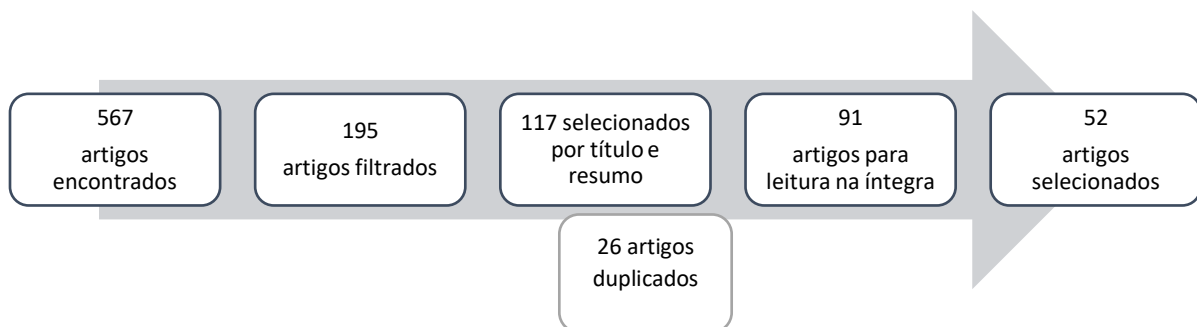 567
artigos
encontrados
195
artigos filtrados
117 selecionados
por título e
resumo
26 artigos
duplicados
91
artigos para
leitura na íntegra
52
artigos
selecionados